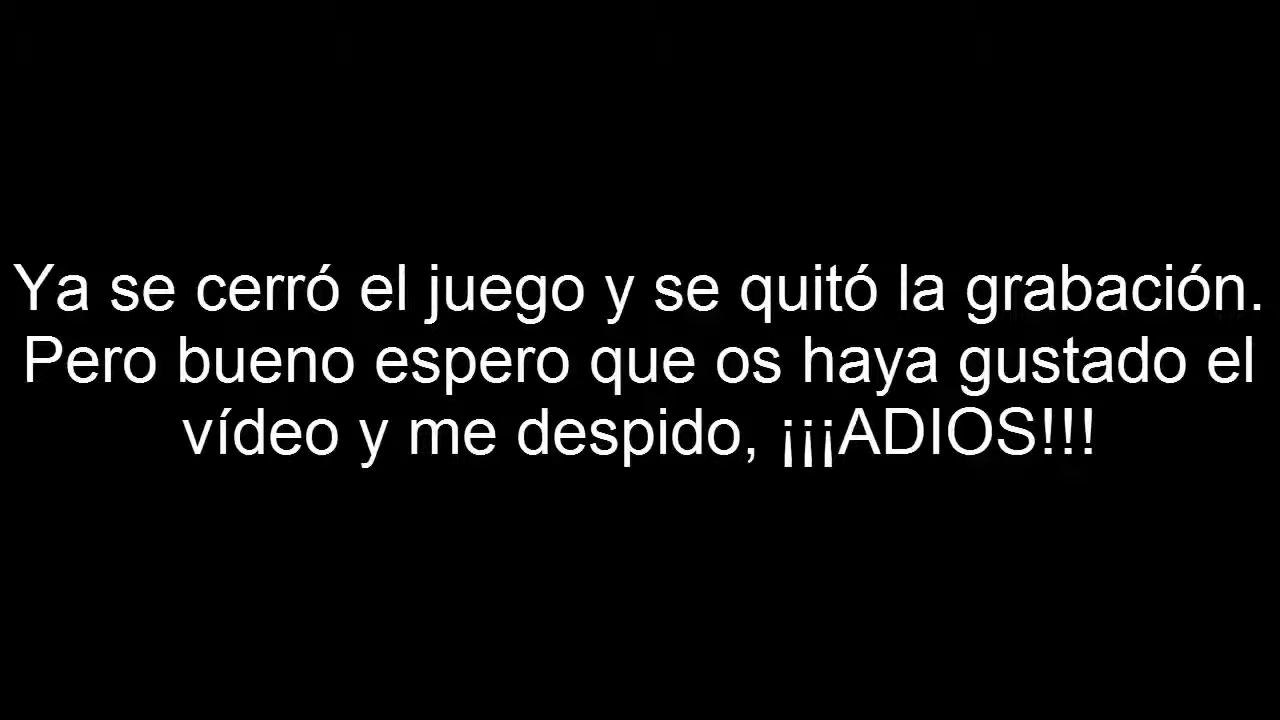 Ya se cerró el juego y se quitó la grabación.
Pero bueno espero que os haya gustado el
vídeo y me despido, ¡¡¡ADIOS!!!